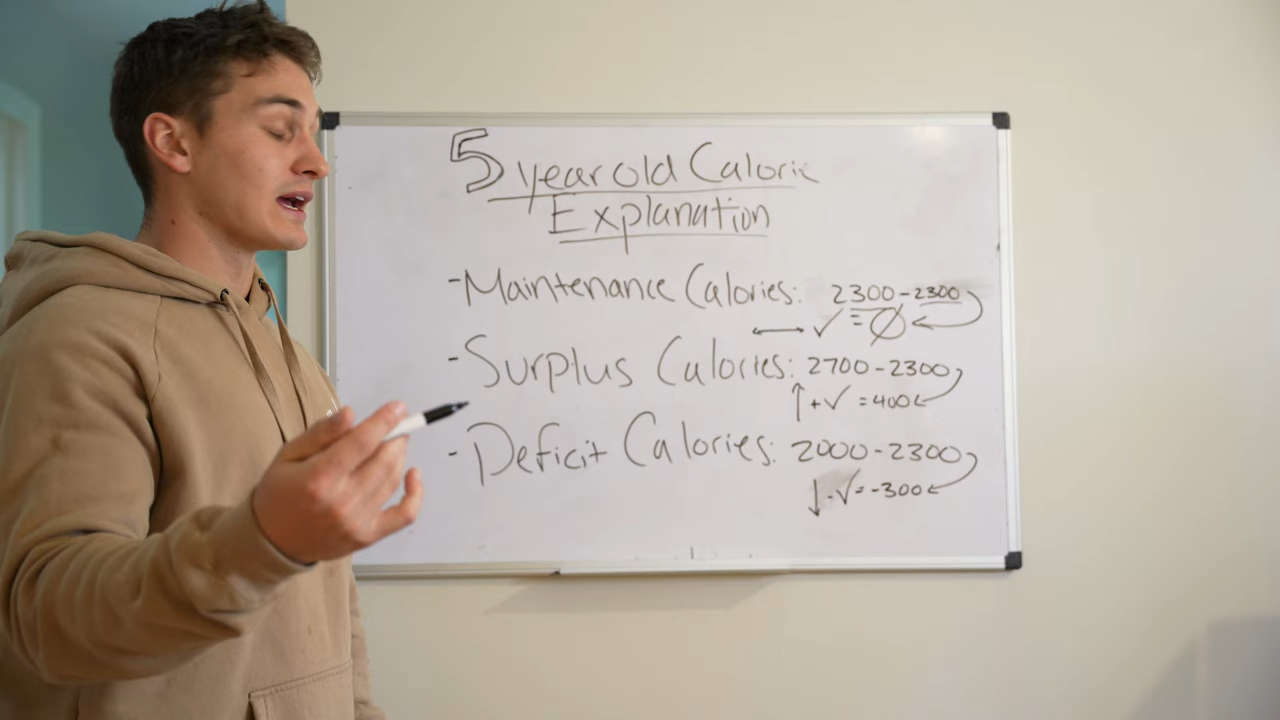 5 year old Calorie
Explanation
- Maintenance Calories: 2300 - 2300
↔ ✓ = Ø
- Surplus Calories: 2700 - 2300
↑ + ✓ = 400
- Deficit Calories: 2000 - 2300
↓ - ✓ = -300